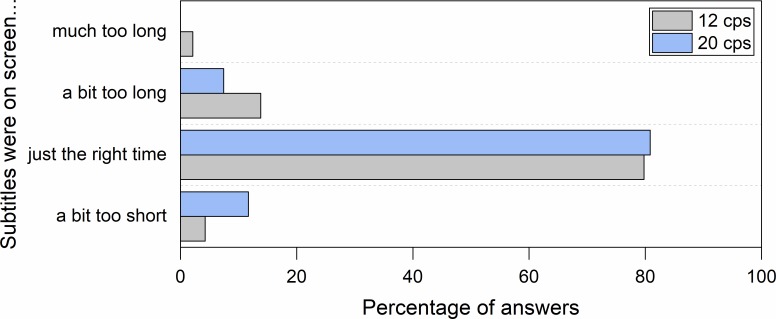 Subtitles were on screen...
much too long
a bit too long
just the right time
a bit too short
12 cps
20 cps
0 20 40 60 80 100
Percentage of answers